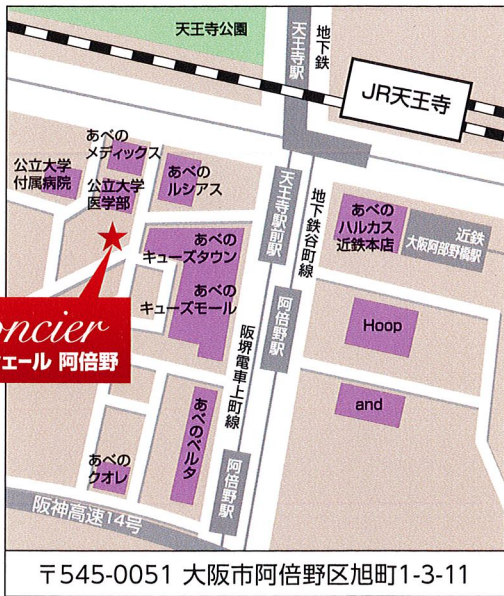 天王寺公園
天王寺駅
地下鉄
JR天王寺
あべの
メディックス
公立大学
付属病院
公立大学
医学部
あべの
ルシアス
天王寺駅前駅
地下鉄谷町線
あべの
ハルカス
近鉄本店
近鉄
大阪阿部野橋駅
あべの
キューズタウン
あべの
キューズモール
阿倍野駅
阪堺電車上町線
Hoop
and
oncier
ェール 阿倍野
あべのベルタ
あべの
クオレ
阿倍野駅
阪神高速14号
〒545-0051 大阪市阿倍野区旭町1-3-11